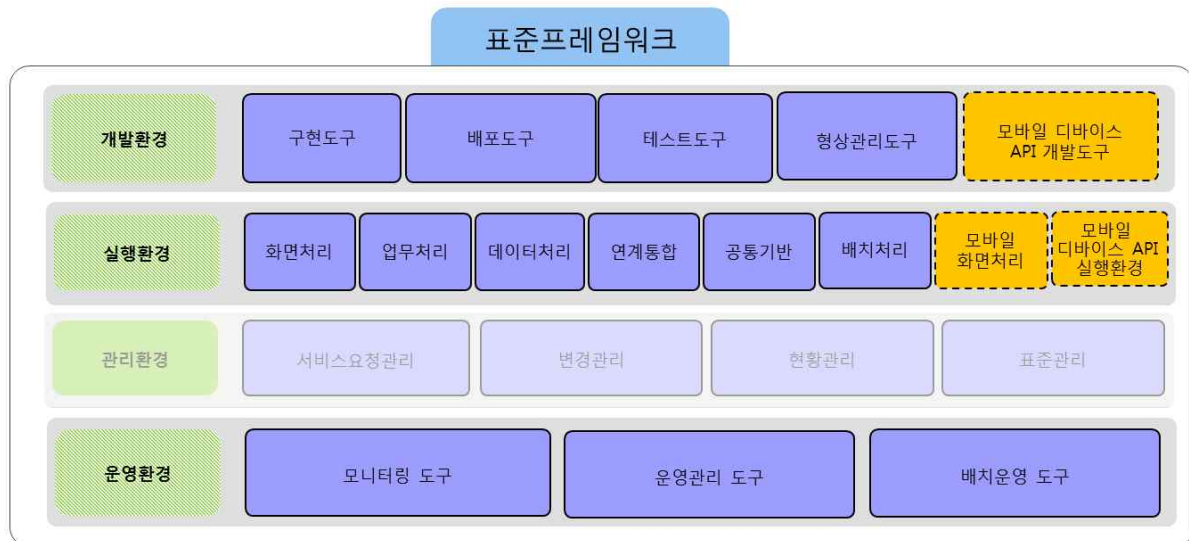 표준프레임워크
개발환경
구현도구
배포도구
테스트도구
형상관리도구
모바일 디바이스
API 개발도구
실행환경
화면처리
업무처리
데이터처리
연계통합
공통기반
배치처리
모바일
화면처리
모바일
디바이스 API
실행환경
관리환경
서비스요청관리
변경관리
현황관리
표준관리
운영환경
모니터링 도구
운영관리 도구
배치운영 도구